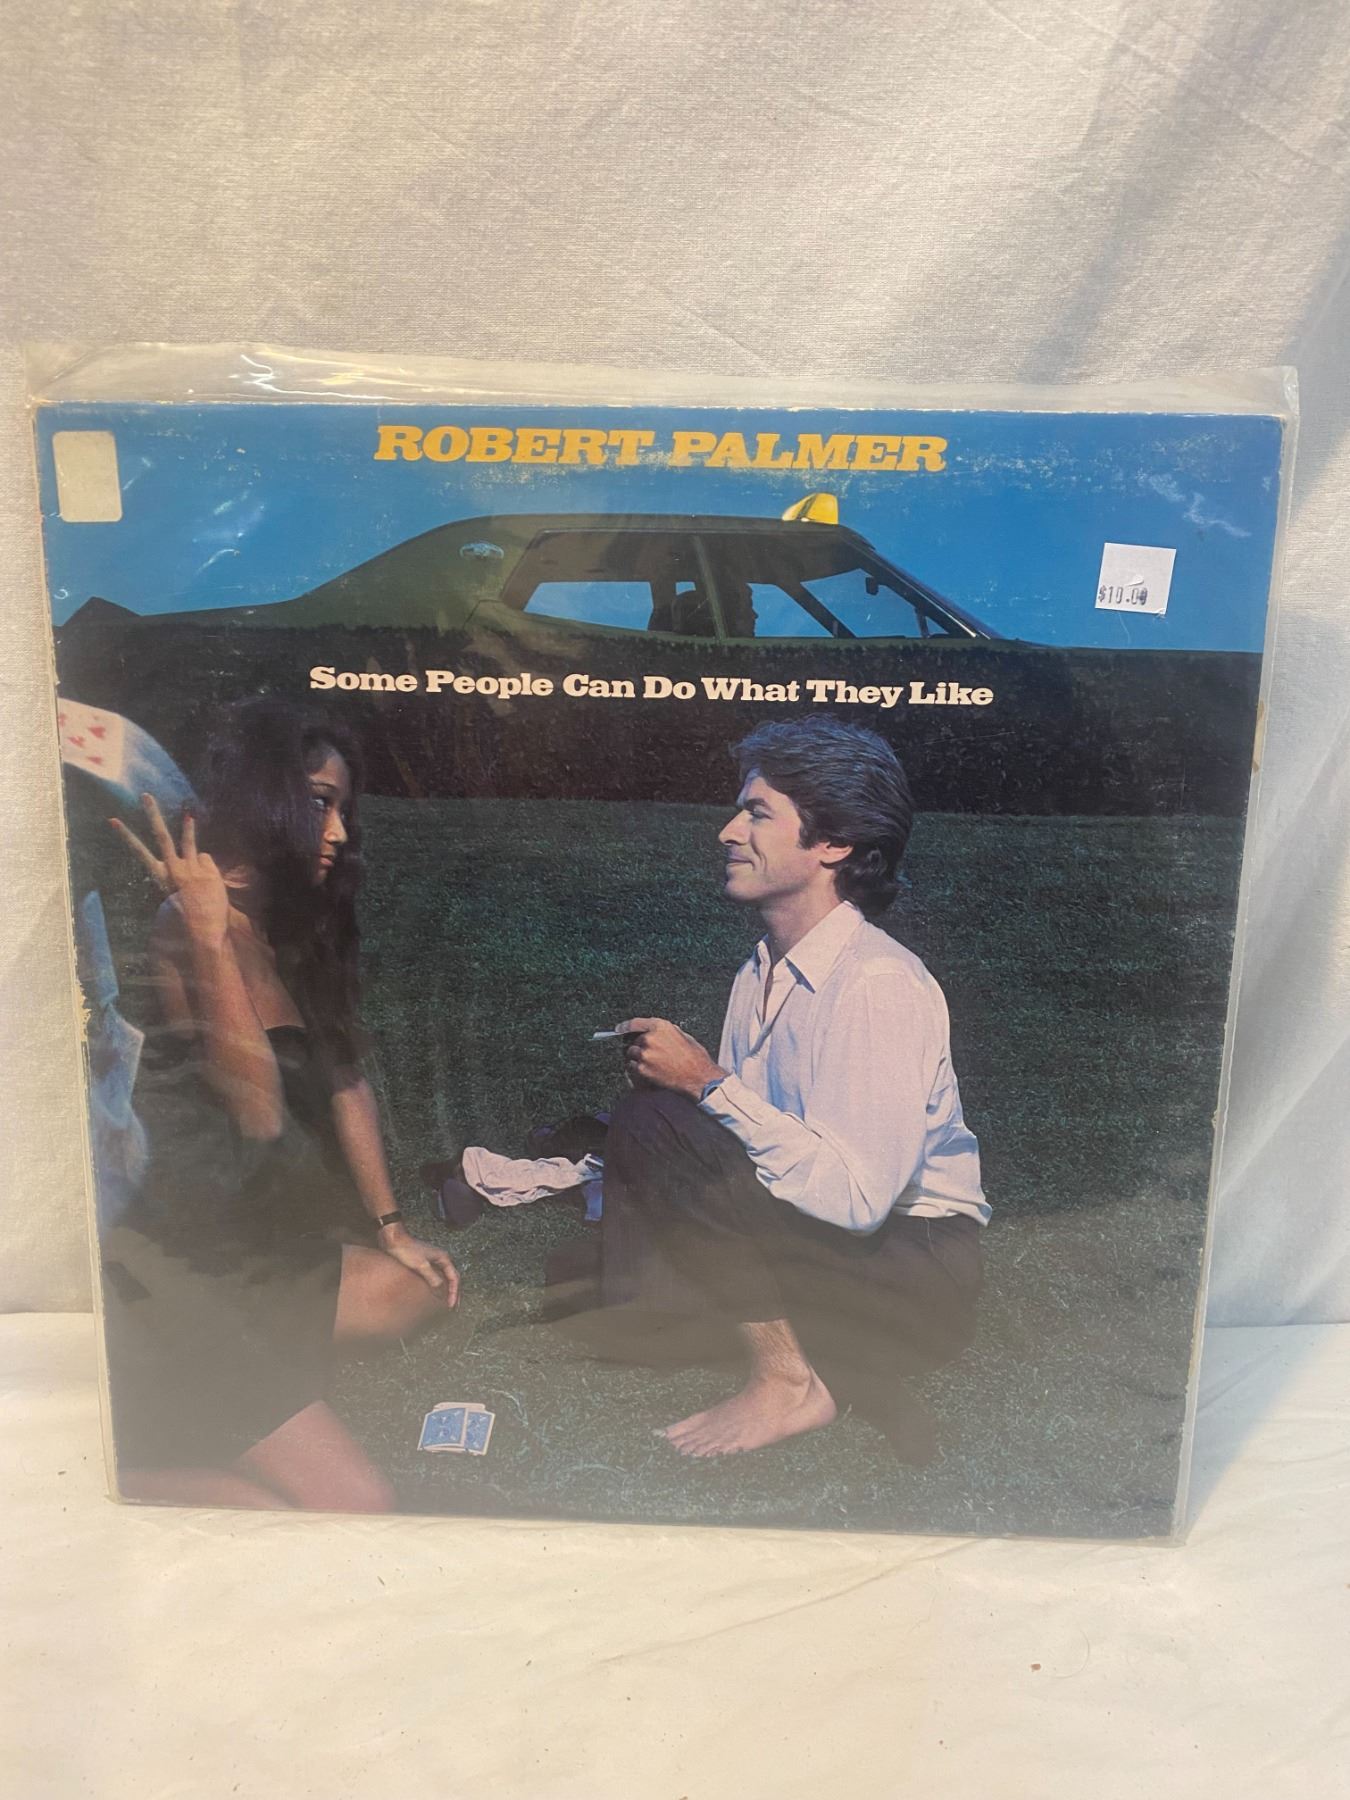 ROBERT PALMER
$10.00
Some People Can Do What They Like